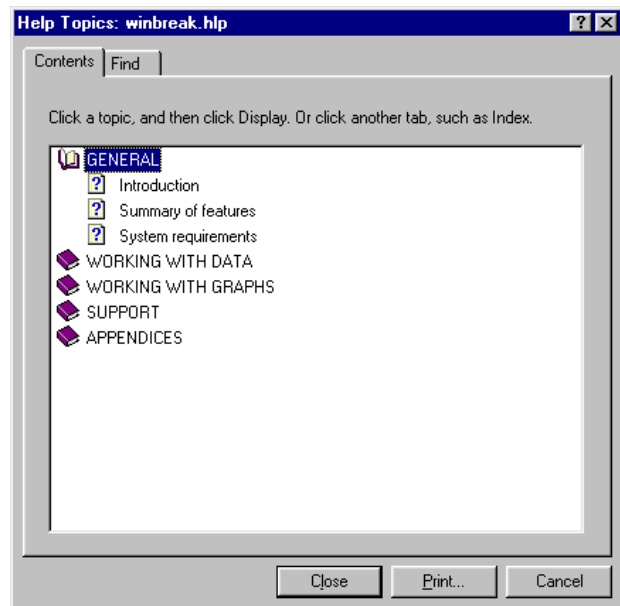 Help Topics: winbreak.hlp
Contents Find
Click a topic, and then click Display. Or click another tab, such as Index.
GENERAL
Introduction
Summary of features
System requirements
WORKING WITH DATA
WORKING WITH GRAPHS
SUPPORT
APPENDICES
Close Print... Cancel